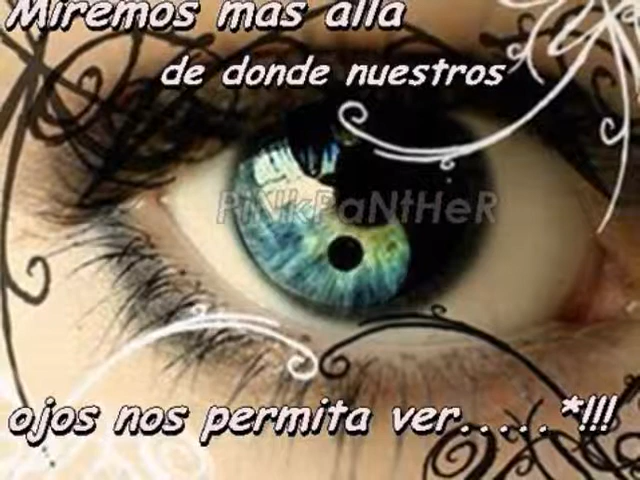 Miremos mas alla
de donde nuestros
PiNkPaNtHeR
ojos nos permita ver.....*!!!